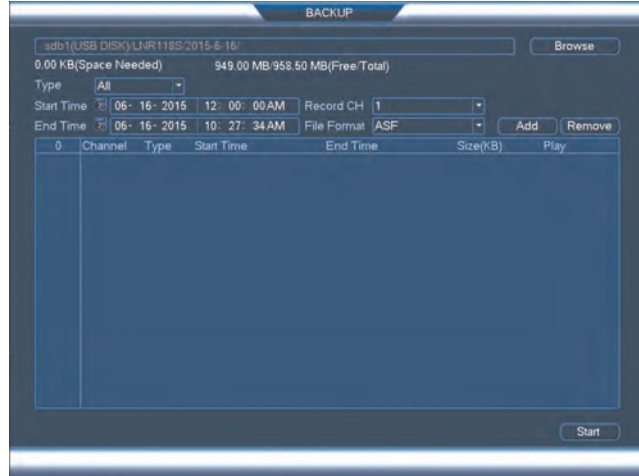 BACKUP
sdb1(USB DISK)/LNR118S/2015-6-16/ Browse
0.00 KB(Space Needed) 949.00 MB/958.50 MB(Free/Total)
Type All
Start Time 06- 16- 2015 12: 00: 00AM Record CH 1
End Time 06- 16- 2015 10: 27: 34AM File Format ASF Add Remove
0 Channel Type Start Time End Time Size(KB) Play
Start